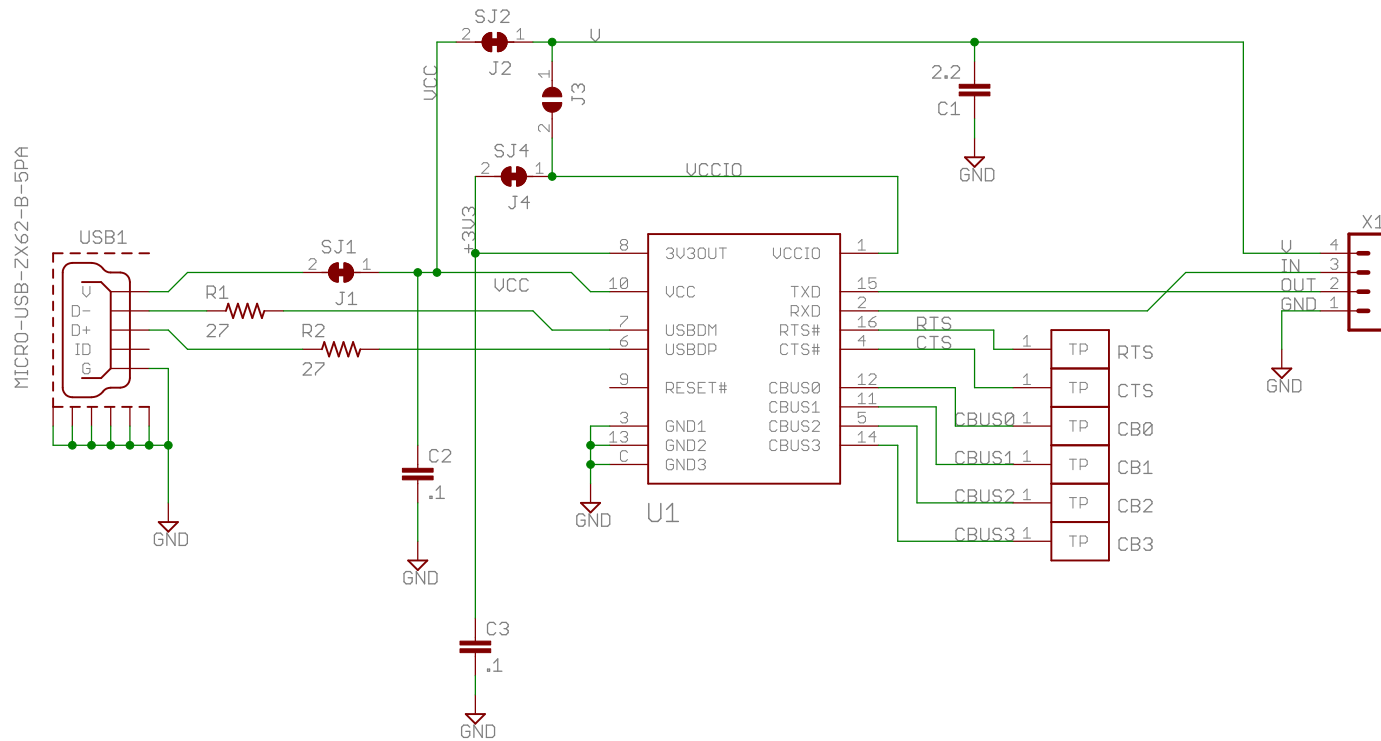 SJ2
2 1 V
J2
VCC
1
J3
2
2.2
C1
GND
SJ4
2 1 VCCIO
J4
+3V3
MICRO-USB-ZX62-B-5PA
USB1
V
D-
D+
ID
G
GND
SJ1
2 1
J1
VCC
R1
27
R2
27
C2
.1
GND
C3
.1
GND
8 3V3OUT VCCIO 1
10 VCC TXD 15
RXD 2
7 USBDM RTS# 16 RTS
6 USBDP CTS# 4 CTS
9 RESET# CBUS0 12
CBUS1 11
3 GND1 CBUS2 5
13 GND2 CBUS3 14
C GND3
GND
U1
1 TP RTS
1 TP CTS
CBUS0 1 TP CB0
CBUS1 1 TP CB1
CBUS2 1 TP CB2
CBUS3 1 TP CB3
X1
V 4
IN 3
OUT 2
GND 1
GND